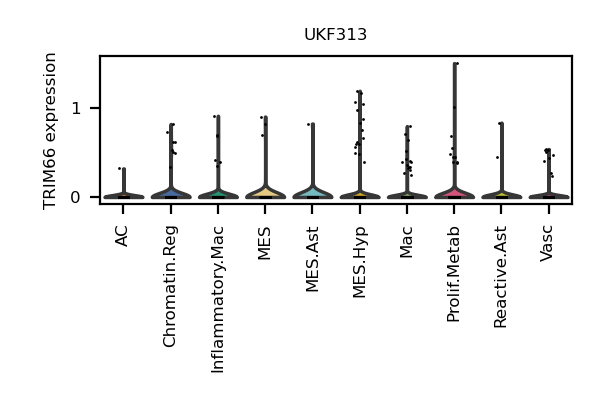 UKF313
TRIM66 expression
1
0
AC
Chromatin.Reg
Inflammatory.Mac
MES
MES.Ast
MES.Hyp
Mac
Prolif.Metab
Reactive.Ast
Vasc